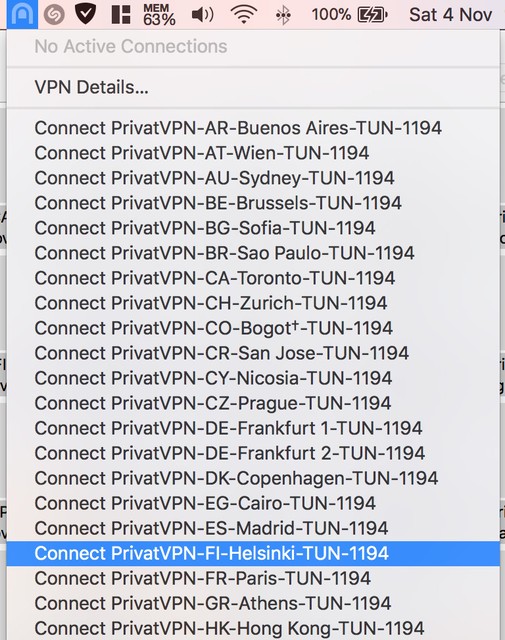 MEM
63%
100%
Sat 4 Nov
No Active Connections
VPN Details...
Connect PrivatVPN-AR-Buenos Aires-TUN-1194
Connect PrivatVPN-AT-Wien-TUN-1194
Connect PrivatVPN-AU-Sydney-TUN-1194
Connect PrivatVPN-BE-Brussels-TUN-1194
Connect PrivatVPN-BG-Sofia-TUN-1194
Connect PrivatVPN-BR-Sao Paulo-TUN-1194
Connect PrivatVPN-CA-Toronto-TUN-1194
Connect PrivatVPN-CH-Zurich-TUN-1194
Connect PrivatVPN-CO-Bogot†-TUN-1194
Connect PrivatVPN-CR-San Jose-TUN-1194
Connect PrivatVPN-CY-Nicosia-TUN-1194
Connect PrivatVPN-CZ-Prague-TUN-1194
Connect PrivatVPN-DE-Frankfurt 1-TUN-1194
Connect PrivatVPN-DE-Frankfurt 2-TUN-1194
Connect PrivatVPN-DK-Copenhagen-TUN-1194
Connect PrivatVPN-EG-Cairo-TUN-1194
Connect PrivatVPN-ES-Madrid-TUN-1194
Connect PrivatVPN-FI-Helsinki-TUN-1194
Connect PrivatVPN-FR-Paris-TUN-1194
Connect PrivatVPN-GR-Athens-TUN-1194
Connect PrivatVPN-HK-Hong Kong-TUN-1194